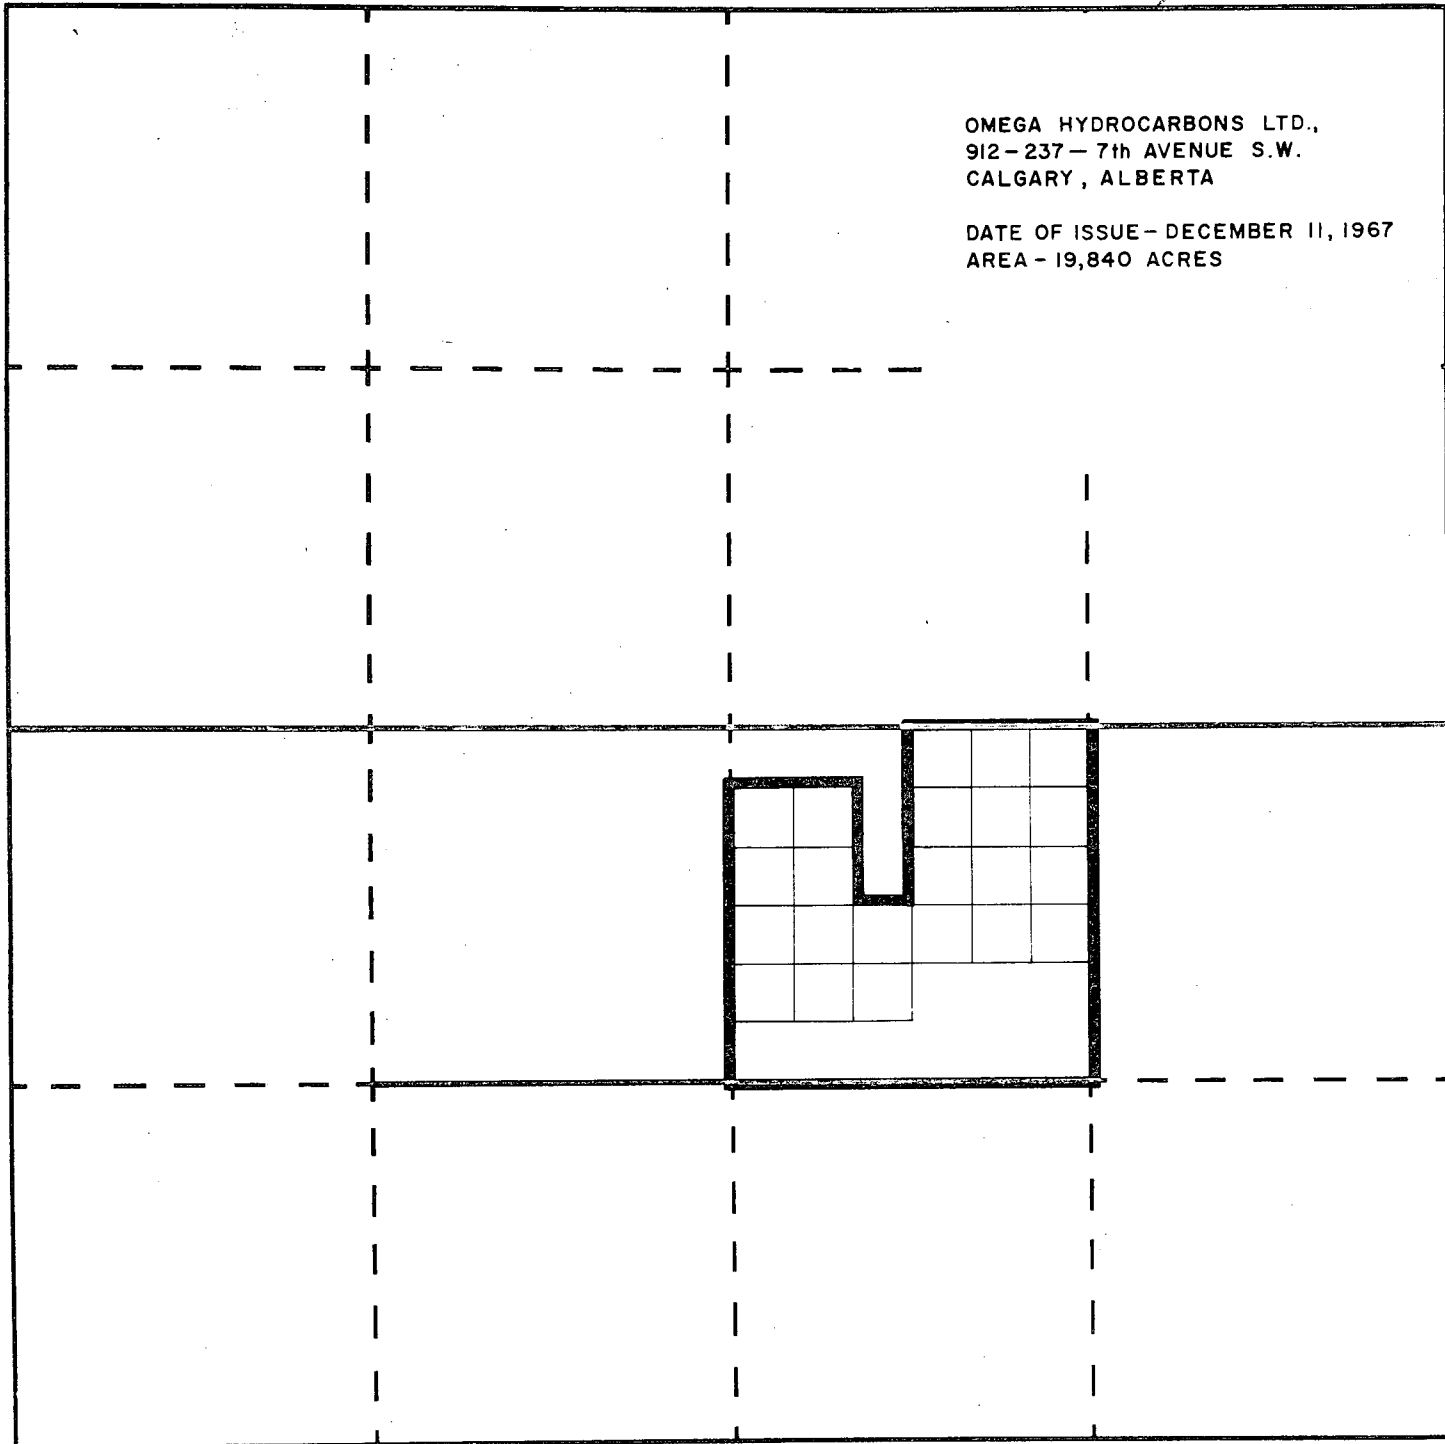 OMEGA HYDROCARBONS LTD.,
912-237-7th AVENUE S.W.
CALGARY, ALBERTA
DATE OF ISSUE-DECEMBER 11, 1967
AREA-19,840 ACRES